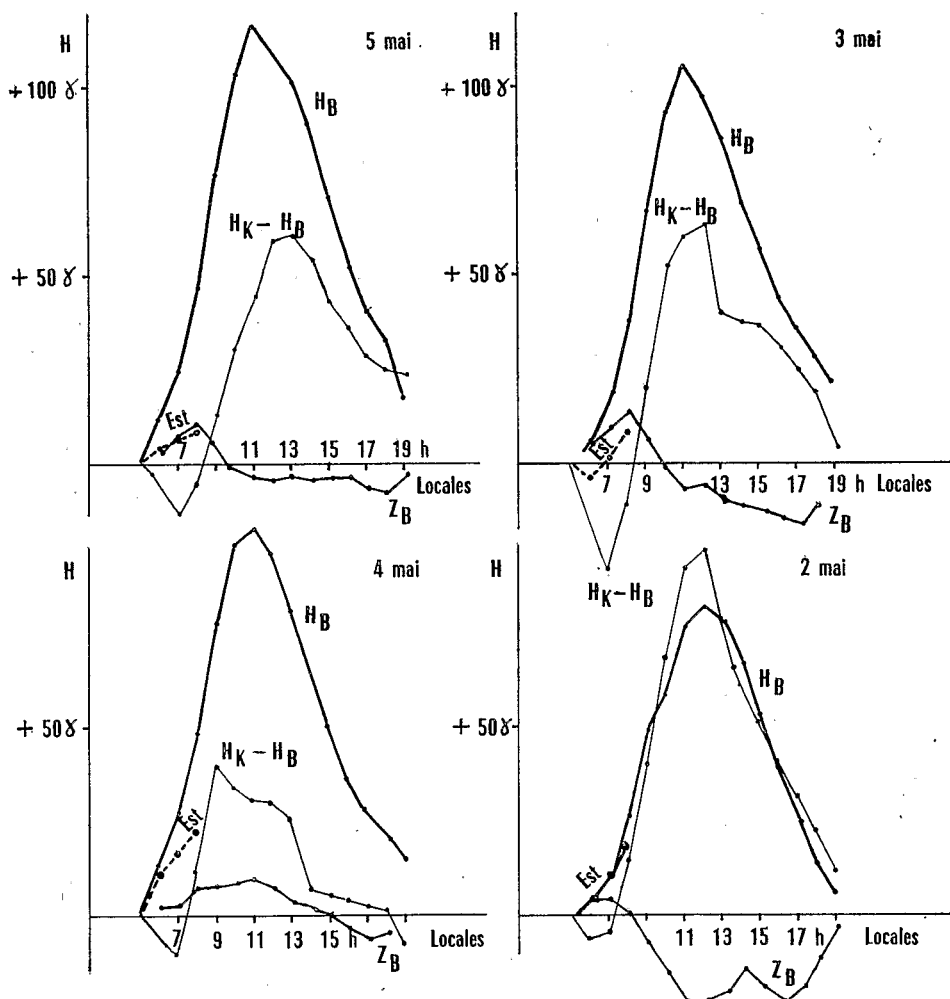 H
5 mai
+ 100 γ
H_B
H_K – H_B
+ 50 γ
Est
7
11 13 15 17 19 h
Locales
Z_B
H
3 mai
+ 100 γ
H_B
H_K – H_B
+ 50 γ
Est
7 9 13 15 17 19 h Locales
Z_B
H_K – H_B
H
4 mai
H_B
+ 50 γ
H_K – H_B
Est
7 9 11 13 15 h Locales
Z_B
H
2 mai
H_B
+ 50 γ
Est
11 13 15 17 h Locales
Z_B